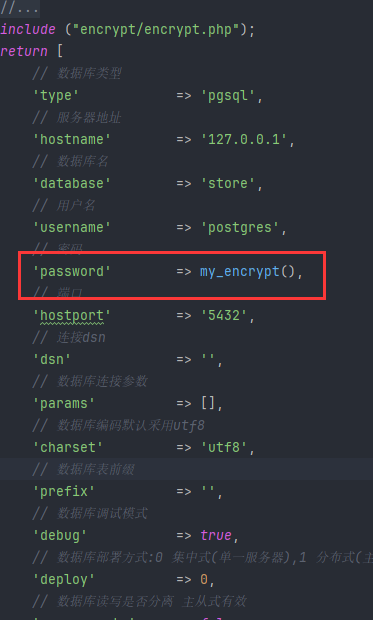 //...
include ("encrypt/encrypt.php");
return [
// 数据库类型
'type' => 'pgsql',
// 服务器地址
'hostname' => '127.0.0.1',
// 数据库名
'database' => 'store',
// 用户名
'username' => 'postgres',
// 密码
'password' => my_encrypt(),
// 端口
'hostport' => '5432',
// 连接dsn
'dsn' => '',
// 数据库连接参数
'params' => [],
// 数据库编码默认采用utf8
'charset' => 'utf8',
// 数据库表前缀
'prefix' => '',
// 数据库调试模式
'debug' => true,
// 数据库部署方式:0 集中式(单一服务器),1 分布式(主
'deploy' => 0,
// 数据库读写是否分离 主从式有效